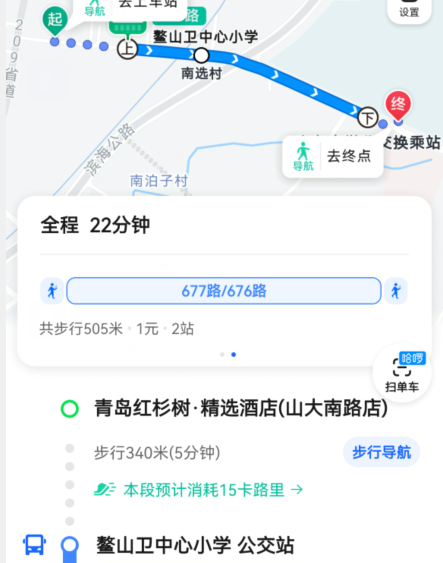 去上车站
导航
起
路
设置
209省道
上
鳌山卫中心小学
南选村
下
终
交换乘站
导航
去终点
南泊子村
全程 22分钟
677路/676路
共步行505米·1元·2站
哈啰
扫单车
青岛红杉树·精选酒店(山大南路店)
步行340米(5分钟)
步行导航
本段预计消耗15卡路里 →
鳌山卫中心小学 公交站